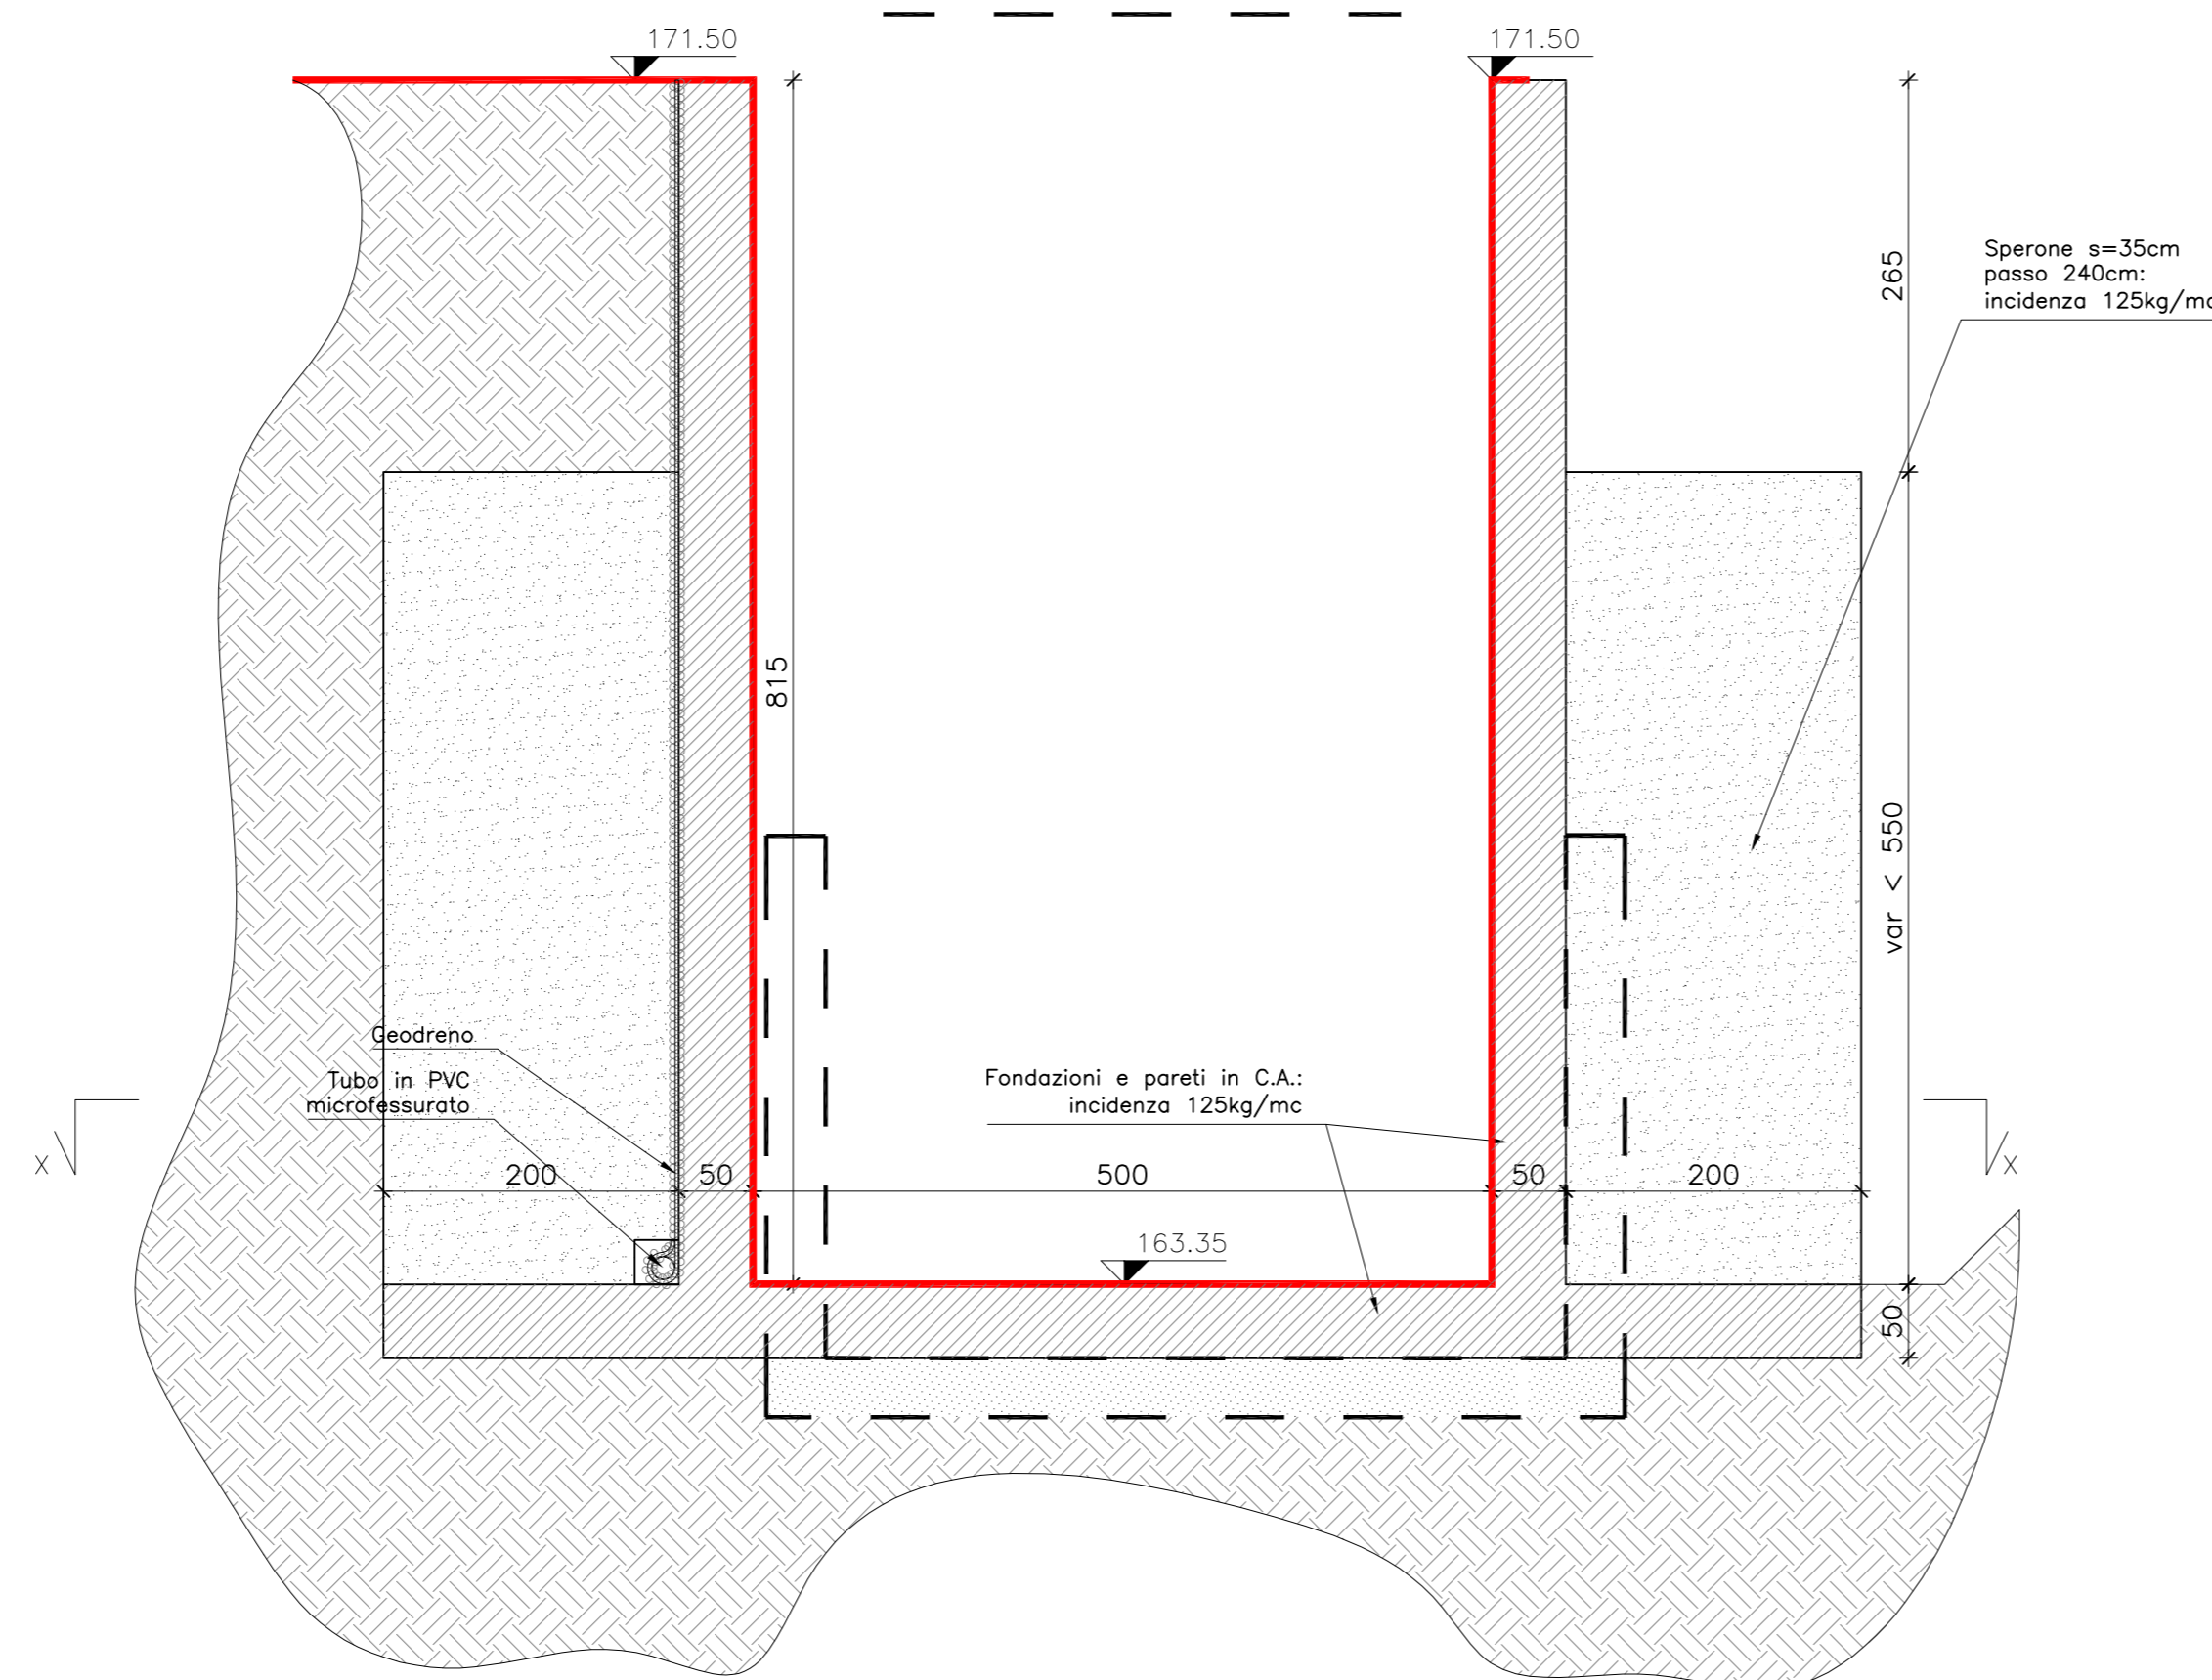 171.50
171.50
Sperone s=35cm
passo 240cm:
incidenza 125kg/mc
265
815
var < 550
Geodreno
Tubo in PVC
microfessurato
Fondazioni e pareti in C.A.:
incidenza 125kg/mc
X
X
200
50
500
50
200
163.35
50